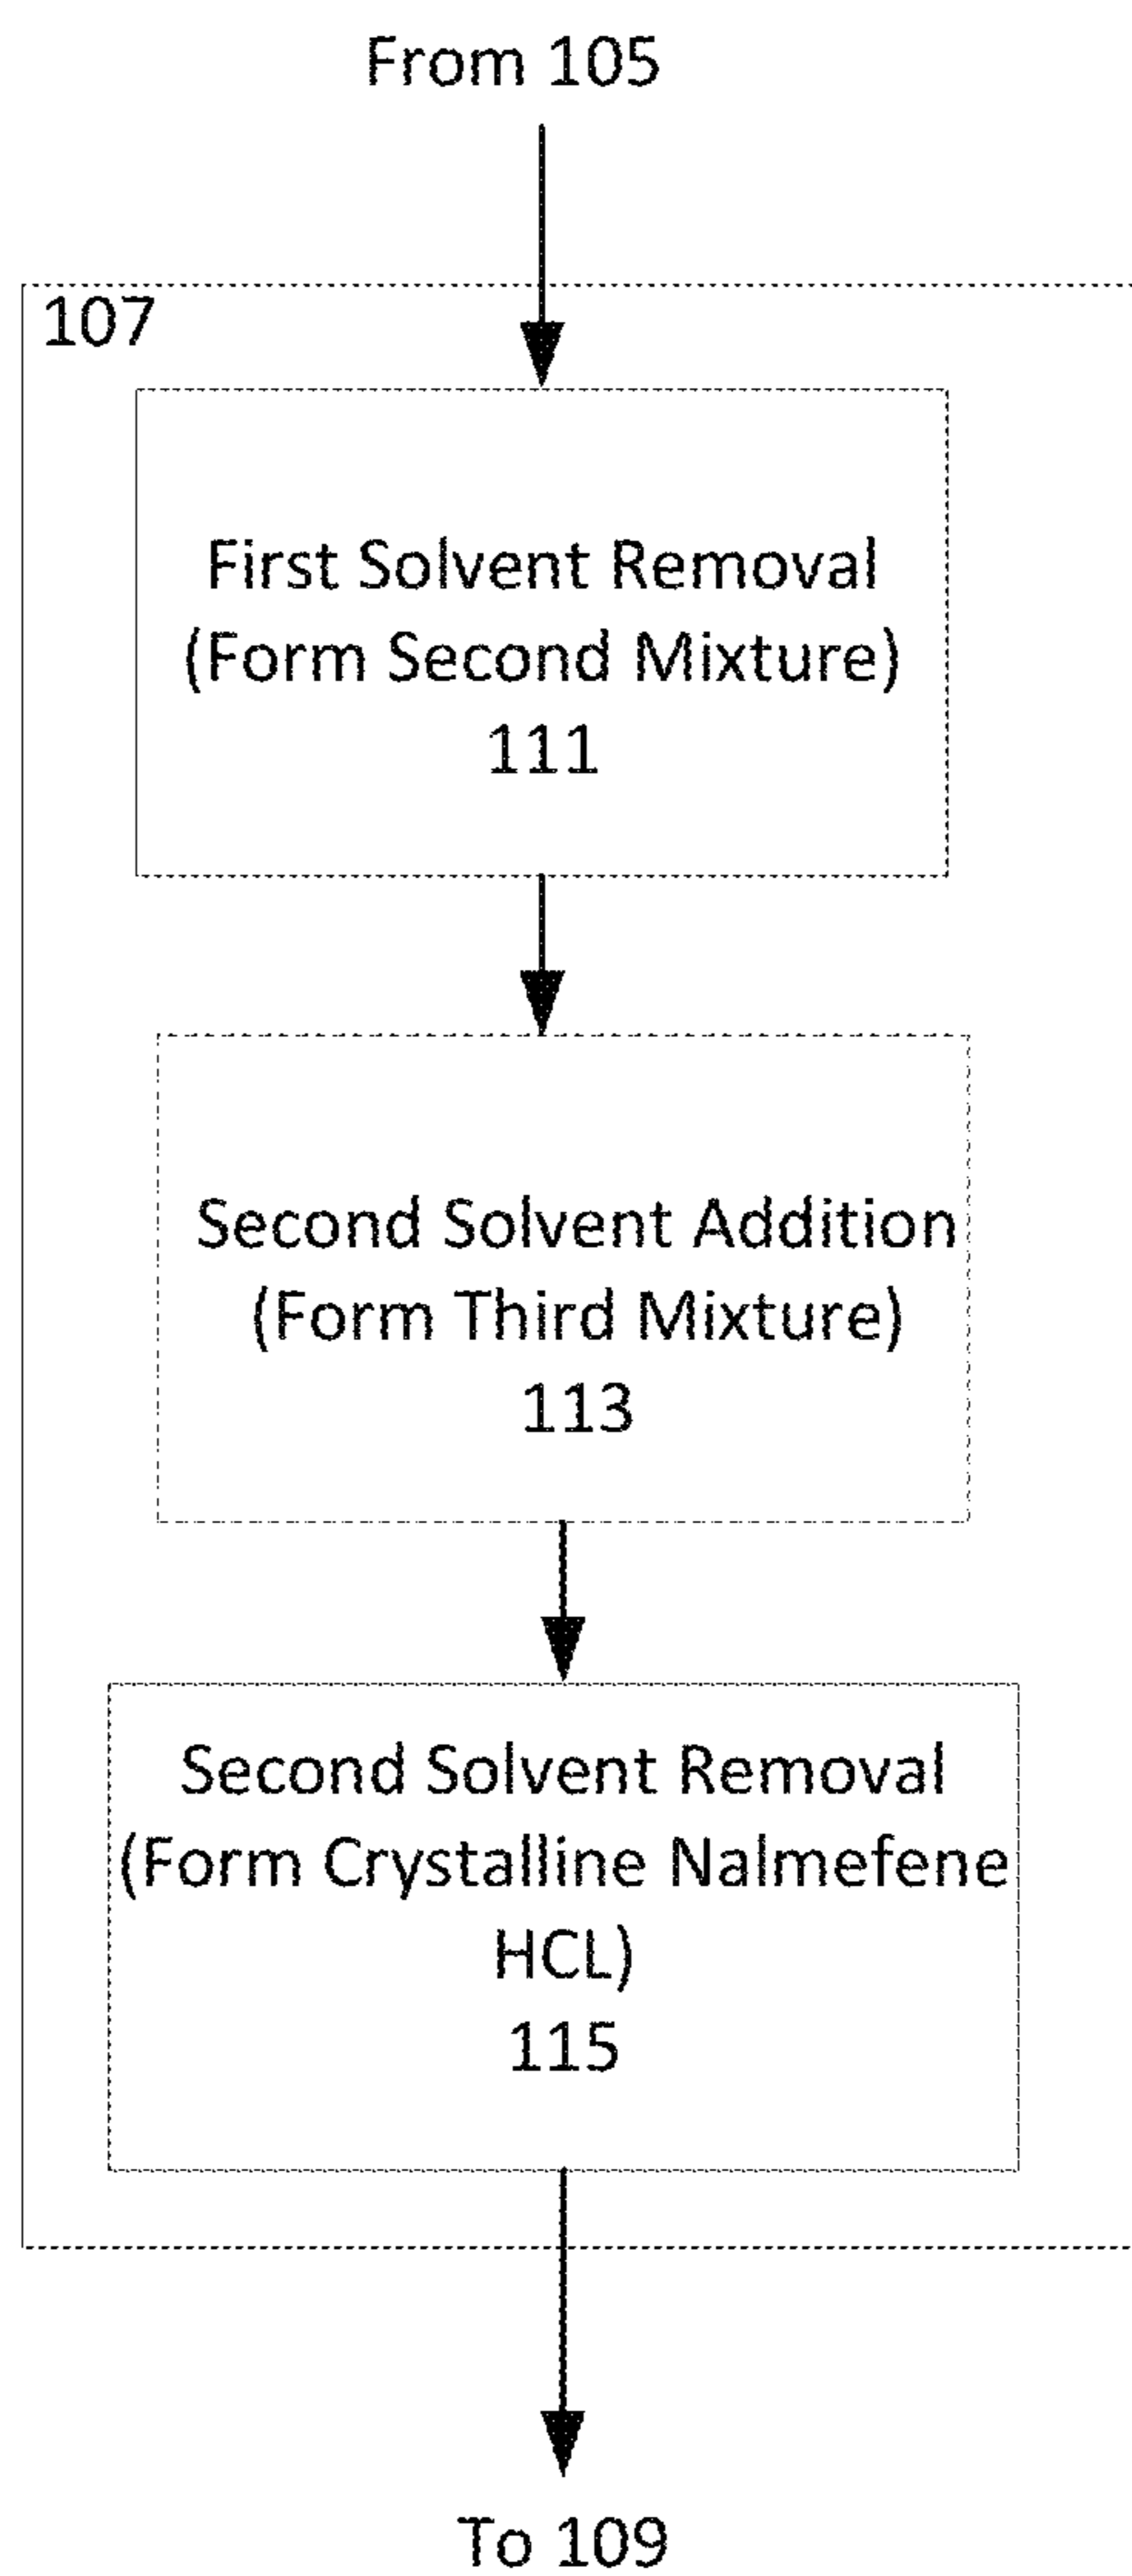 From 105
107
First Solvent Removal
(Form Second Mixture)
111
Second Solvent Addition
(Form Third Mixture)
113
Second Solvent Removal
(Form Crystalline Nalmefene
HCL)
115
To 109